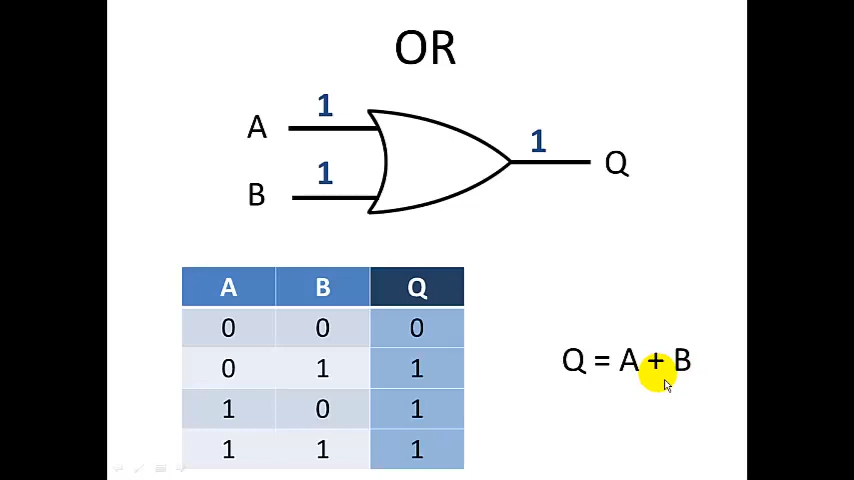 OR
A 1
1 Q
B 1
A B Q
0 0 0
0 1 1
1 0 1
1 1 1
Q = A + B